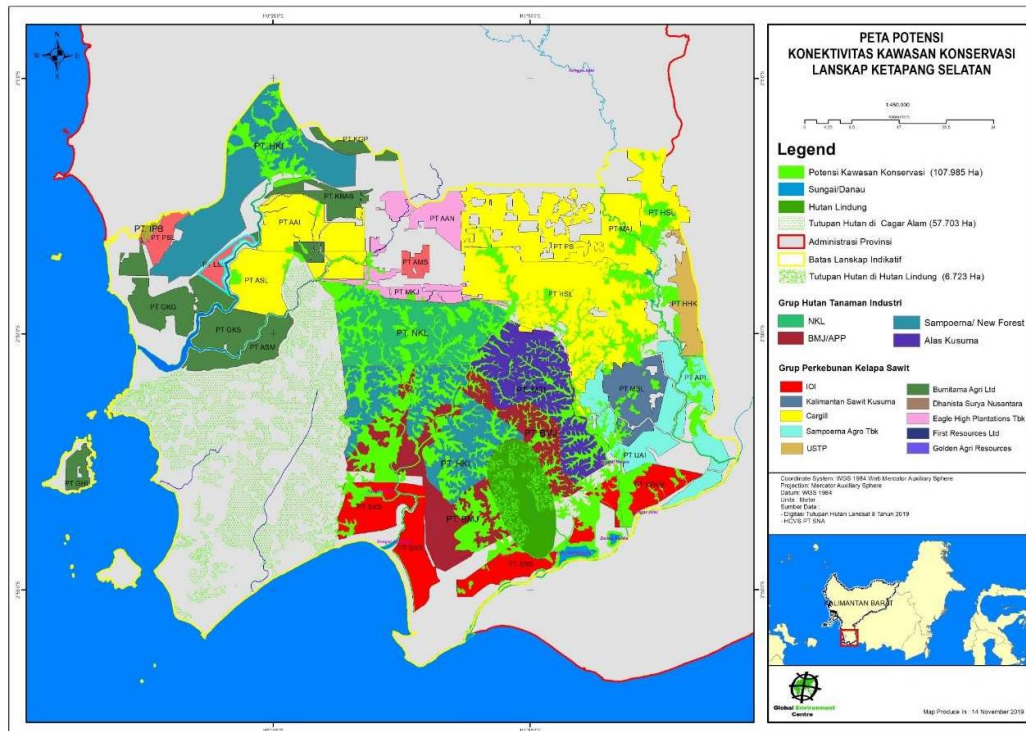 PETA POTENSI
KONEKTIVITAS KAWASAN KONSERVASI
LANSKAP KETAPANG SELATAN
1:450,000
Legend
Potensi Kawasan Konservasi (107.985 Ha)
Sungai/Danau
Hutan Lindung
Tutupan Hutan di Cagar Alam (57.703 Ha)
Administrasi Provinsi
Batas Lanskap Indikatif
Tutupan Hutan di Hutan Lindung (6.723 Ha)
Grup Hutan Tanaman Industri
NKL
Sampoerna/ New Forest
BMJ/APP
Alas Kusuma
Grup Perkebunan Kelapa Sawit
IOI
Bumitama Agri Ltd
Kalimantan Sawit Kusuma
Dhanista Surya Nusantara
Cargill
Eagle High Plantations Tbk
Sampoerna Agro Tbk
First Resources Ltd
USTP
Golden Agri Resources
Coordinate System: WGS 1984 Web Mercator Auxiliary Sphere
Projection: Mercator Auxiliary Sphere
Datum: WGS 1984
Units : Meter
Sumber Data :
- Digitasi Tutupan Hutan Landsat 8 Tahun 2019
- HCVS PT SNA
KALIMANTAN BARAT
Global Environment
Centre
Map Produce In : 14 November 2019
N
W
E
S
PT. HKI
PT KGP
PT KBAS
PT. IPB
PT PSL
PT AAI
PT AAN
PT HSL
PT MAI
PT PS
PT AMS
PT ASL
PT MKJ
PT HSL
PT HHK
PT GKG
PT GKS
PT ASM
PT. NKL
PT MSL
PT APL
PT. HKI
PT UAI
PT BMJ
PT GHL